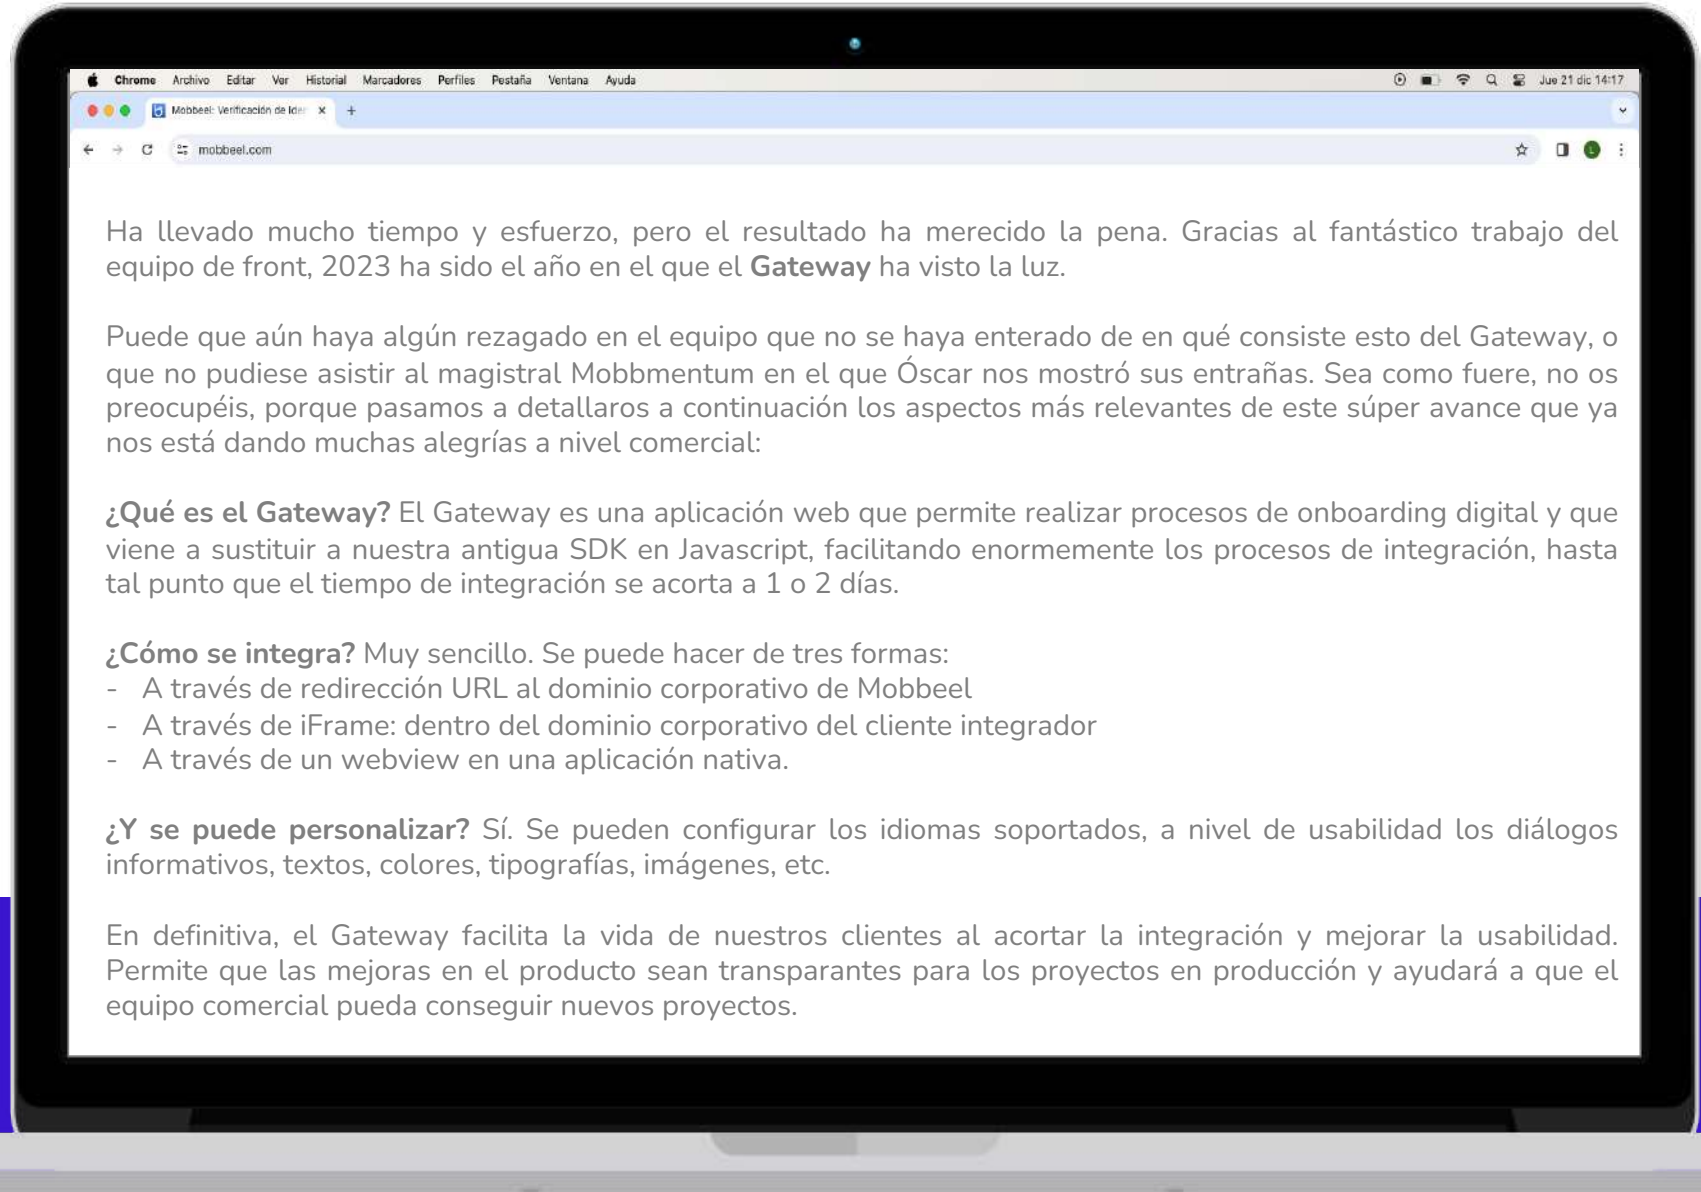 Chrome Archivo Editar Ver Historial Marcadores Perfiles Pestaña Ventana Ayuda Jue 21 dic 14:17
Mobbeel: Verificación de Ider
mobbeel.com
Ha llevado mucho tiempo y esfuerzo, pero el resultado ha merecido la pena. Gracias al fantástico trabajo del
equipo de front, 2023 ha sido el año en el que el Gateway ha visto la luz.
Puede que aún haya algún rezagado en el equipo que no se haya enterado de en qué consiste esto del Gateway, o
que no pudiese asistir al magistral Mobbmentum en el que Óscar nos mostró sus entrañas. Sea como fuere, no os
preocupéis, porque pasamos a detallaros a continuación los aspectos más relevantes de este súper avance que ya
nos está dando muchas alegrías a nivel comercial:
¿Qué es el Gateway? El Gateway es una aplicación web que permite realizar procesos de onboarding digital y que
viene a sustituir a nuestra antigua SDK en Javascript, facilitando enormemente los procesos de integración, hasta
tal punto que el tiempo de integración se acorta a 1 o 2 días.
¿Cómo se integra? Muy sencillo. Se puede hacer de tres formas:
- A través de redirección URL al dominio corporativo de Mobbeel
- A través de iFrame: dentro del dominio corporativo del cliente integrador
- A través de un webview en una aplicación nativa.
¿Y se puede personalizar? Sí. Se pueden configurar los idiomas soportados, a nivel de usabilidad los diálogos
informativos, textos, colores, tipografías, imágenes, etc.
En definitiva, el Gateway facilita la vida de nuestros clientes al acortar la integración y mejorar la usabilidad.
Permite que las mejoras en el producto sean transparantes para los proyectos en producción y ayudará a que el
equipo comercial pueda conseguir nuevos proyectos.